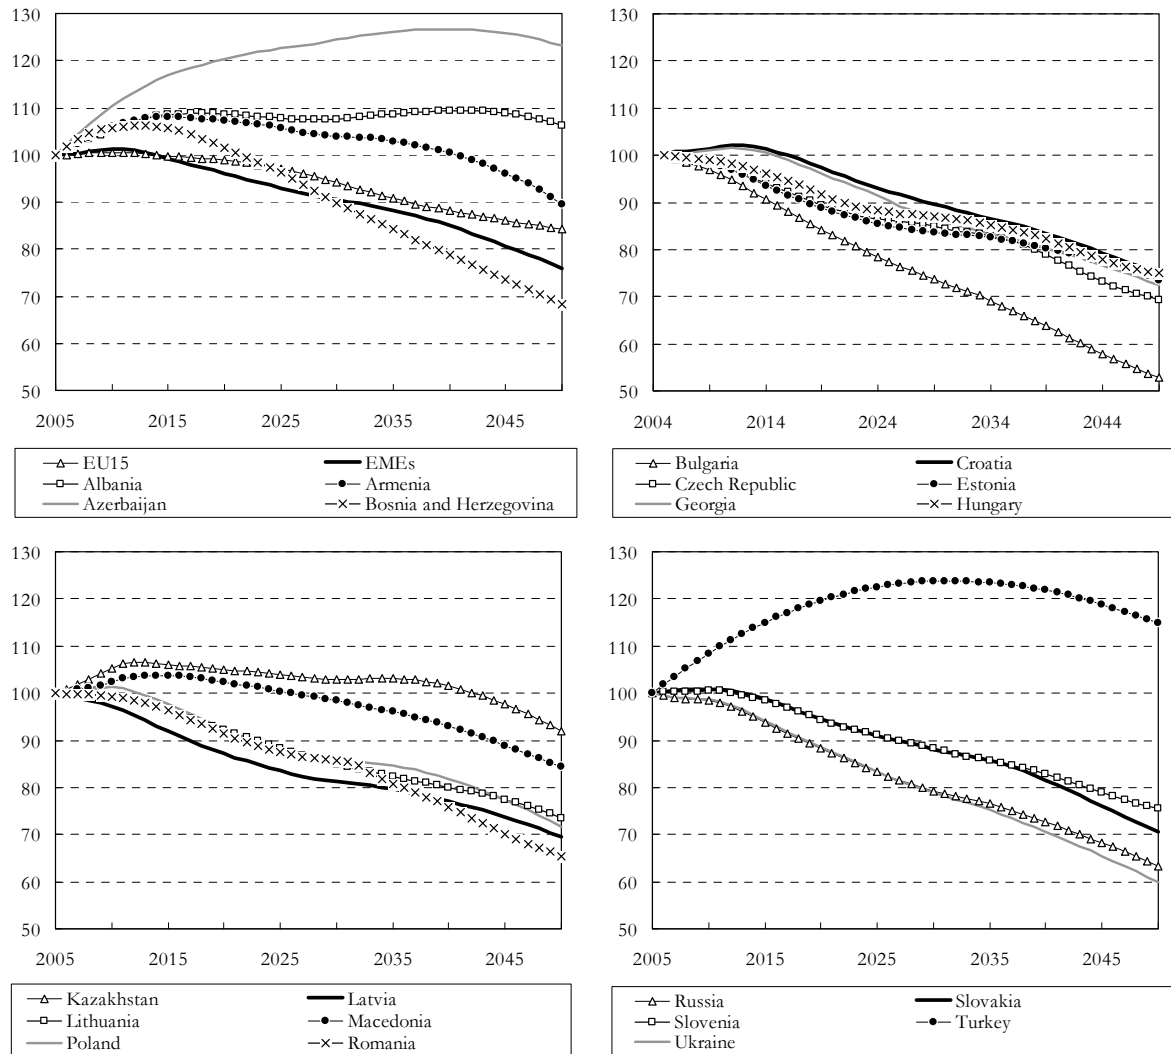 130
120
110
100
90
80
70
60
50
2005 2015 2025 2035 2045
EU15 EMEs
Albania Armenia
Azerbaijan Bosnia and Herzegovina
130
120
110
100
90
80
70
60
50
2004 2014 2024 2034 2044
Bulgaria Croatia
Czech Republic Estonia
Georgia Hungary
130
120
110
100
90
80
70
60
50
2005 2015 2025 2035 2045
Kazakhstan Latvia
Lithuania Macedonia
Poland Romania
130
120
110
100
90
80
70
60
50
2005 2015 2025 2035 2045
Russia Slovakia
Slovenia Turkey
Ukraine